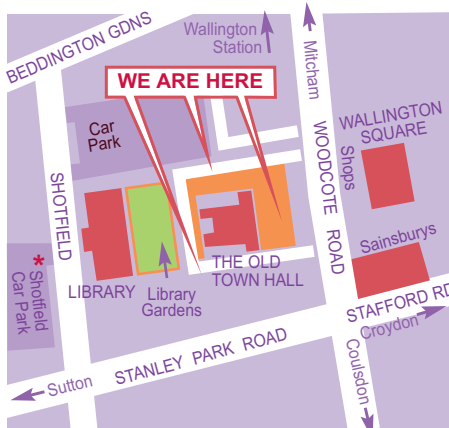 BEDDINGTON GDNS
Wallington
Station
Mitcham
WE ARE HERE
Car
Park
WOODCOTE ROAD
WALLINGTON
SQUARE
Shops
SHOTFIELD
Sainsburys
*
Shotfield
Car Park
LIBRARY
Library
Gardens
THE OLD
TOWN HALL
STAFFORD RD
Croydon
STANLEY PARK ROAD
Coulsdon
Sutton